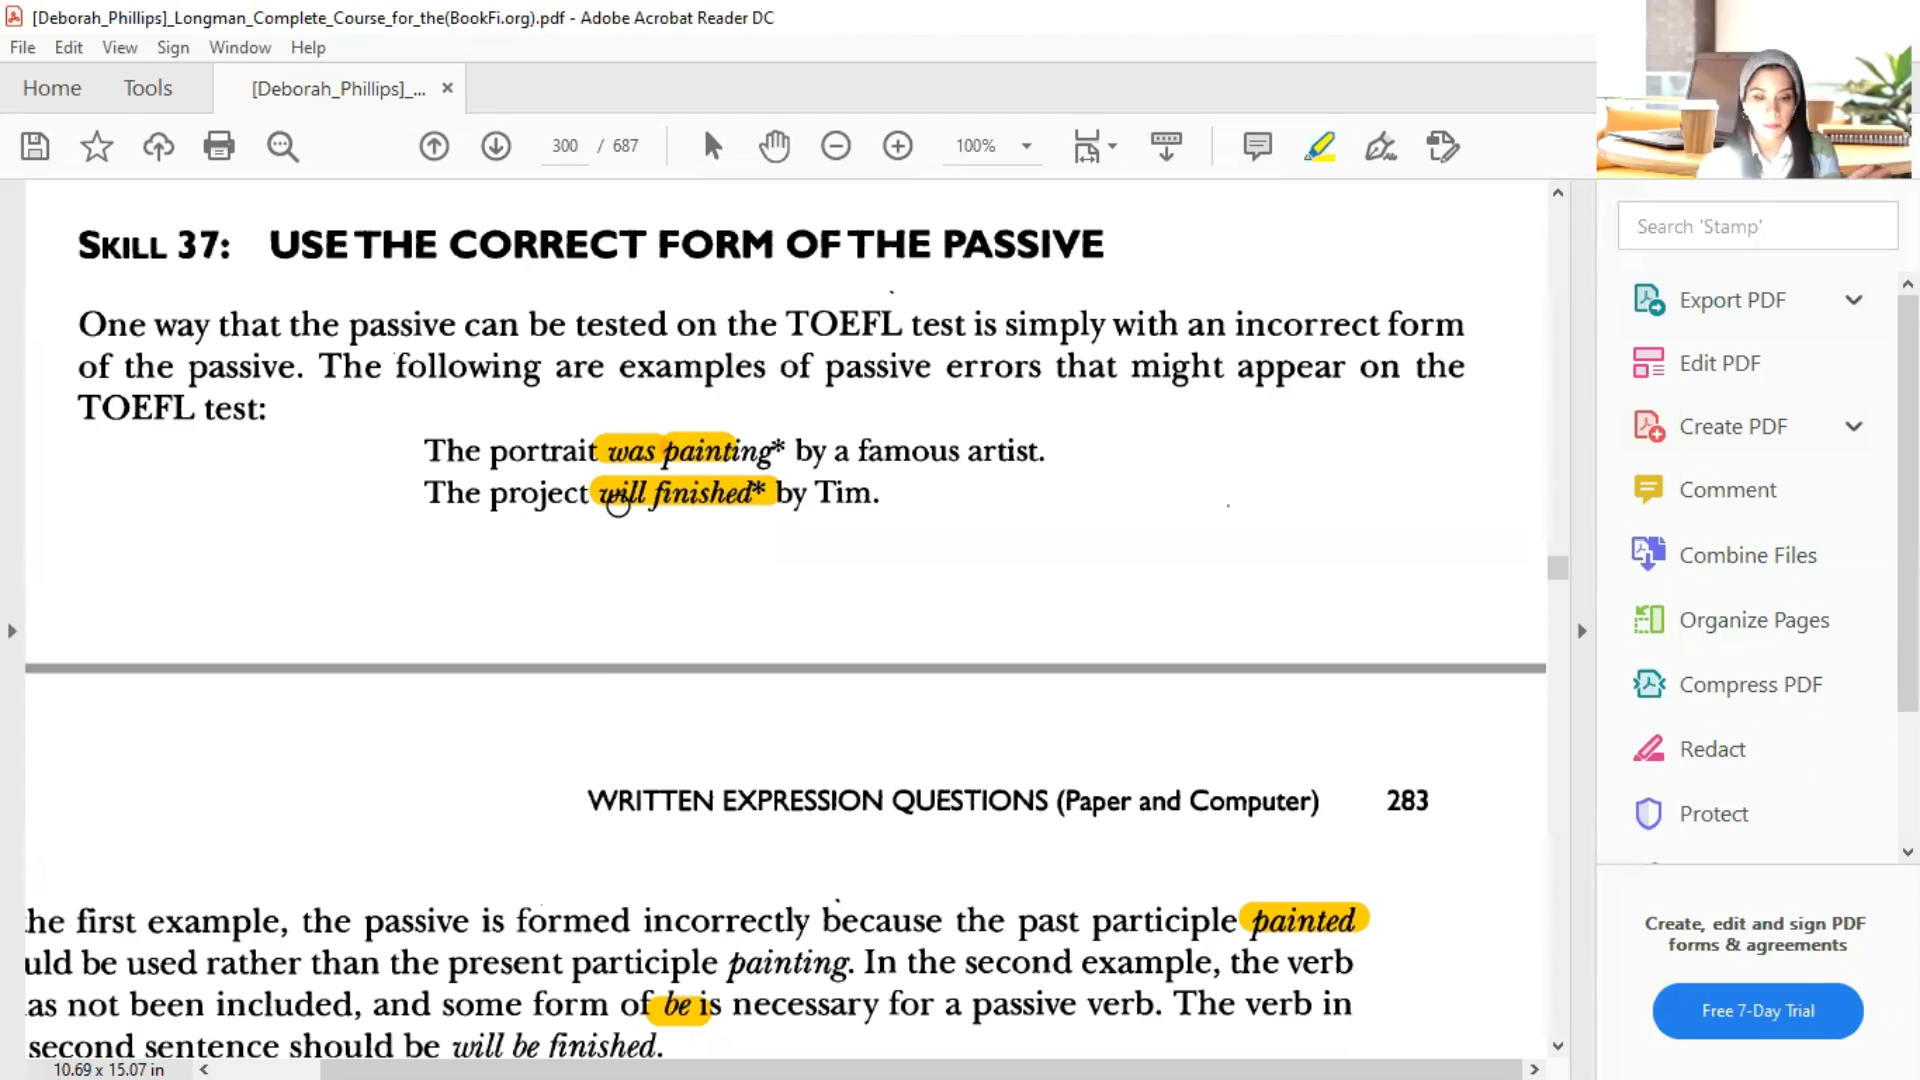 [Deborah_Phillips]_Longman_Complete_Course_for_the(BookFi.org).pdf - Adobe Acrobat Reader DC
File Edit View Sign Window Help
Home Tools [Deborah_Phillips]_... ×
300 / 687 100%
Search 'Stamp'
SKILL 37: USE THE CORRECT FORM OF THE PASSIVE
One way that the passive can be tested on the TOEFL test is simply with an incorrect form
of the passive. The following are examples of passive errors that might appear on the
TOEFL test:
The portrait was painting* by a famous artist.
The project will finished* by Tim.
WRITTEN EXPRESSION QUESTIONS (Paper and Computer) 283
he first example, the passive is formed incorrectly because the past participle painted
uld be used rather than the present participle painting. In the second example, the verb
as not been included, and some form of be is necessary for a passive verb. The verb in
second sentence should be will be finished.
10.69 x 15.07 in
Export PDF
Edit PDF
Create PDF
Comment
Combine Files
Organize Pages
Compress PDF
Redact
Protect
Create, edit and sign PDF
forms & agreements
Free 7-Day Trial